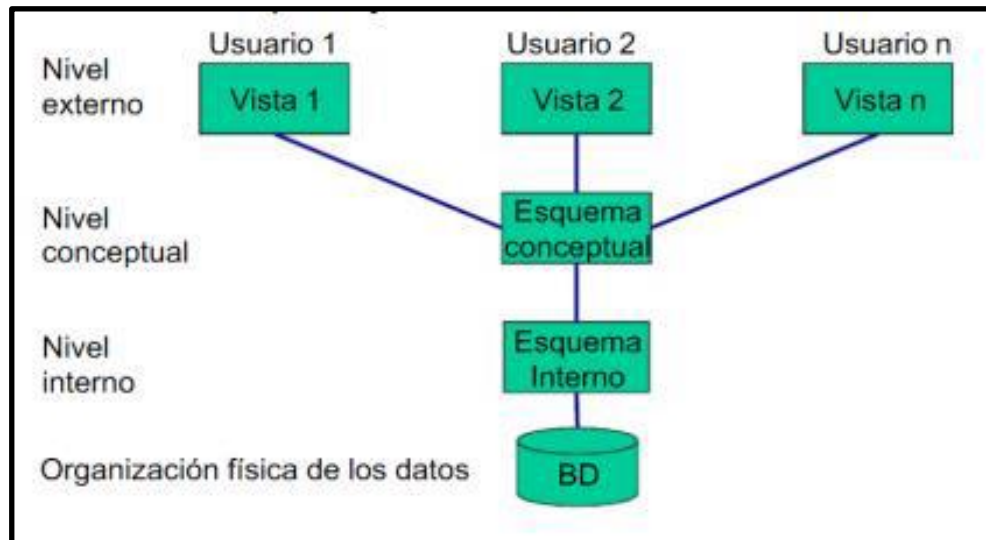 Usuario 1
Usuario 2
Usuario n
Nivel
externo
Vista 1
Vista 2
Vista n
Nivel
conceptual
Esquema
conceptual
Nivel
interno
Esquema
Interno
Organización física de los datos
BD